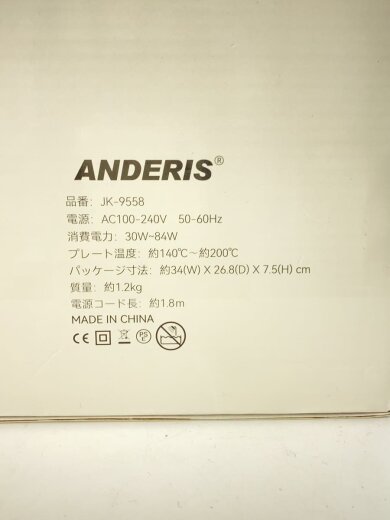 ANDERIS®
品番: JK-9558
電源: AC100-240V 50-60Hz
消費電力: 30W~84W
プレート温度: 約140℃～約200℃
パッケージ寸法: 約34(W) X 26.8(D) X 7.5(H) cm
質量: 約1.2kg
電源コード長: 約1.8m
MADE IN CHINA
CE PSE